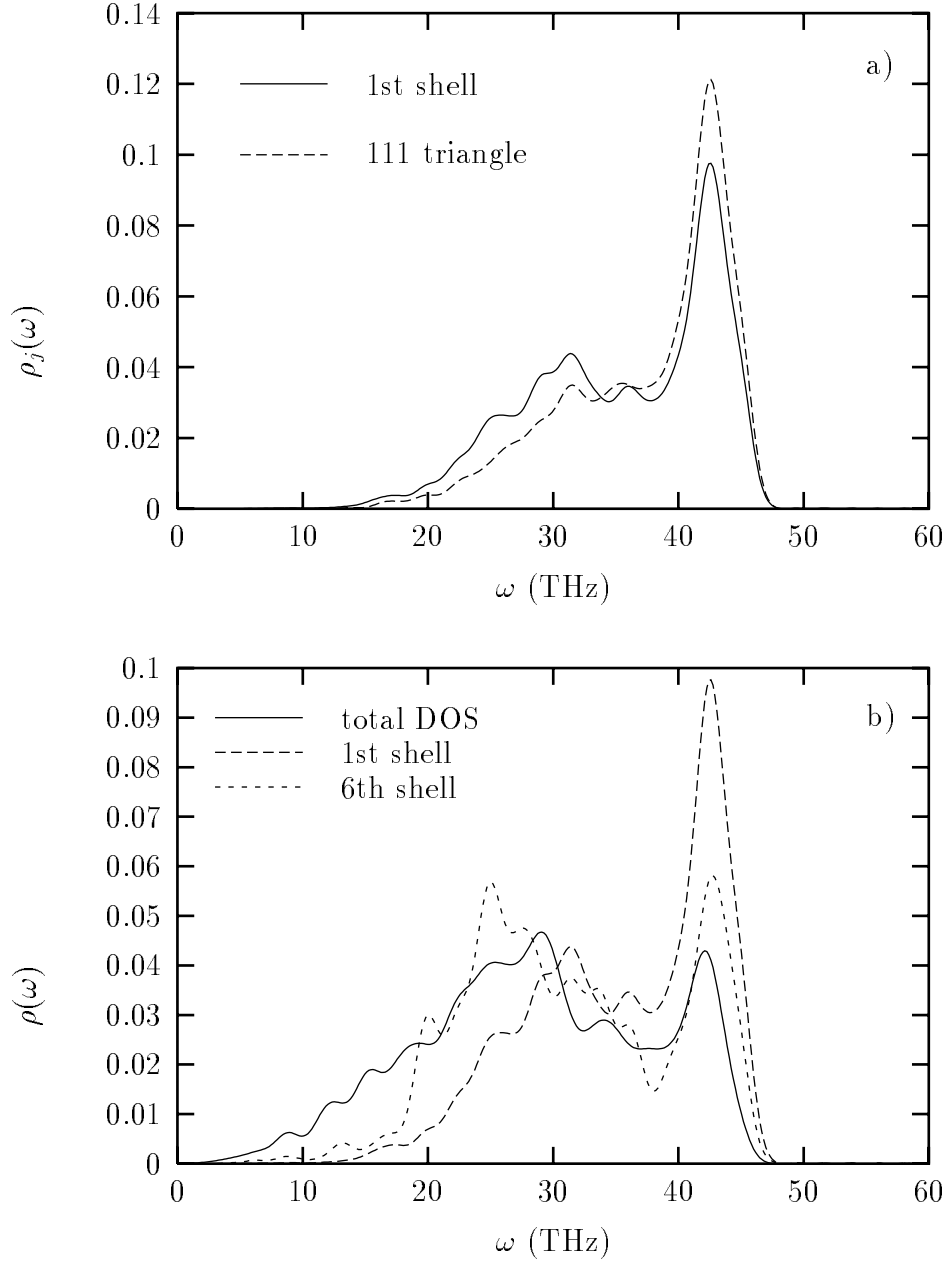 0.14
a)
0.12
1st shell
0.1
111 triangle
0.08
0.06
ρj(ω)
0.04
0.02
0
0 10 20 30 40 50 60
ω (THz)
0.1
0.09
total DOS
b)
0.08
1st shell
6th shell
0.07
0.06
0.05
0.04
ρ(ω)
0.03
0.02
0.01
0
0 10 20 30 40 50 60
ω (THz)